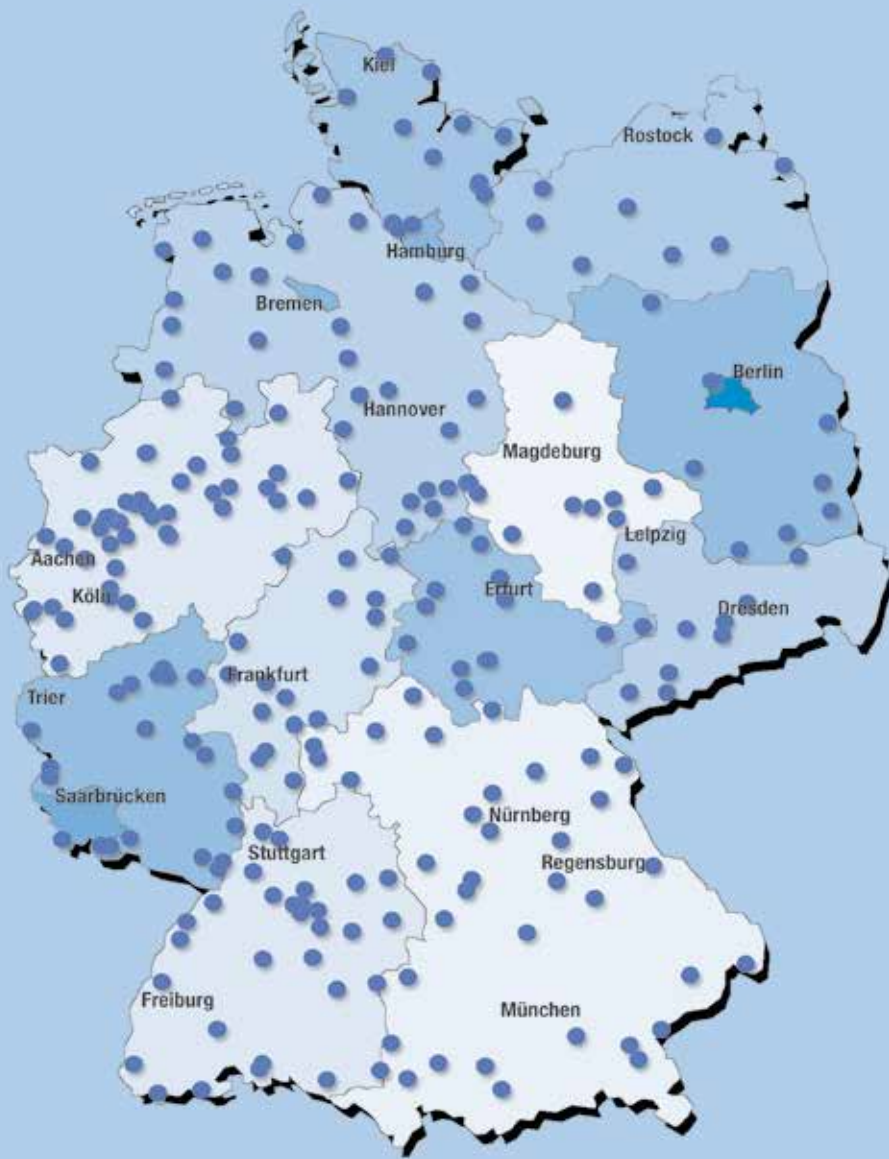 Kiel
Rostock
Hamburg
Bremen
Berlin
Hannover
Magdeburg
Leipzig
Aachen
Köln
Erfurt
Dresden
Frankfurt
Trier
Saarbrücken
Nürnberg
Stuttgart
Regensburg
Freiburg
München